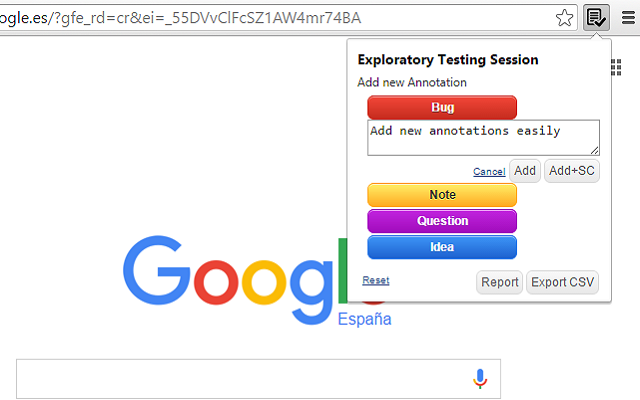 ogle.es/?gfe_rd=cr&ei=_55DVvClFcSZ1AW4mr74BA
Exploratory Testing Session
Add new Annotation
Bug
Add new annotations easily
Cancel Add Add+SC
Note
Question
Idea
Reset Report Export CSV
Googl
España